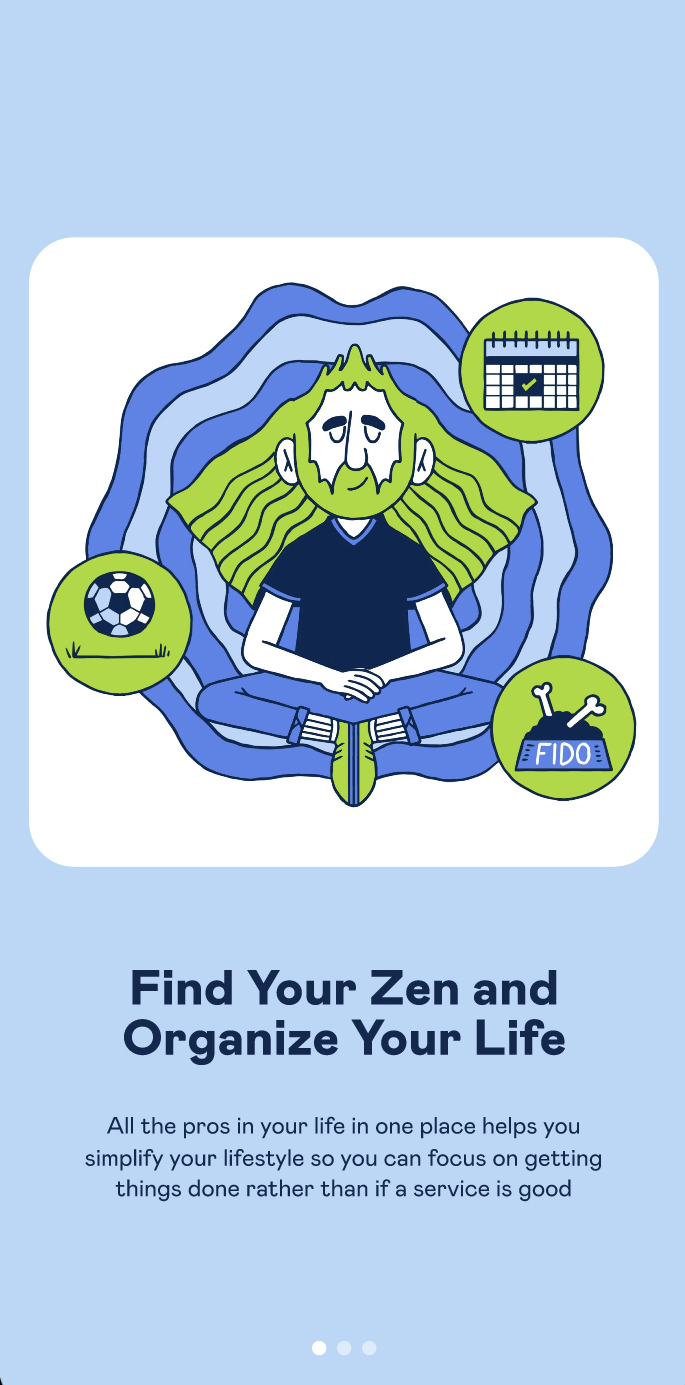 FIDO
Find Your Zen and
Organize Your Life
All the pros in your life in one place helps you
simplify your lifestyle so you can focus on getting
things done rather than if a service is good